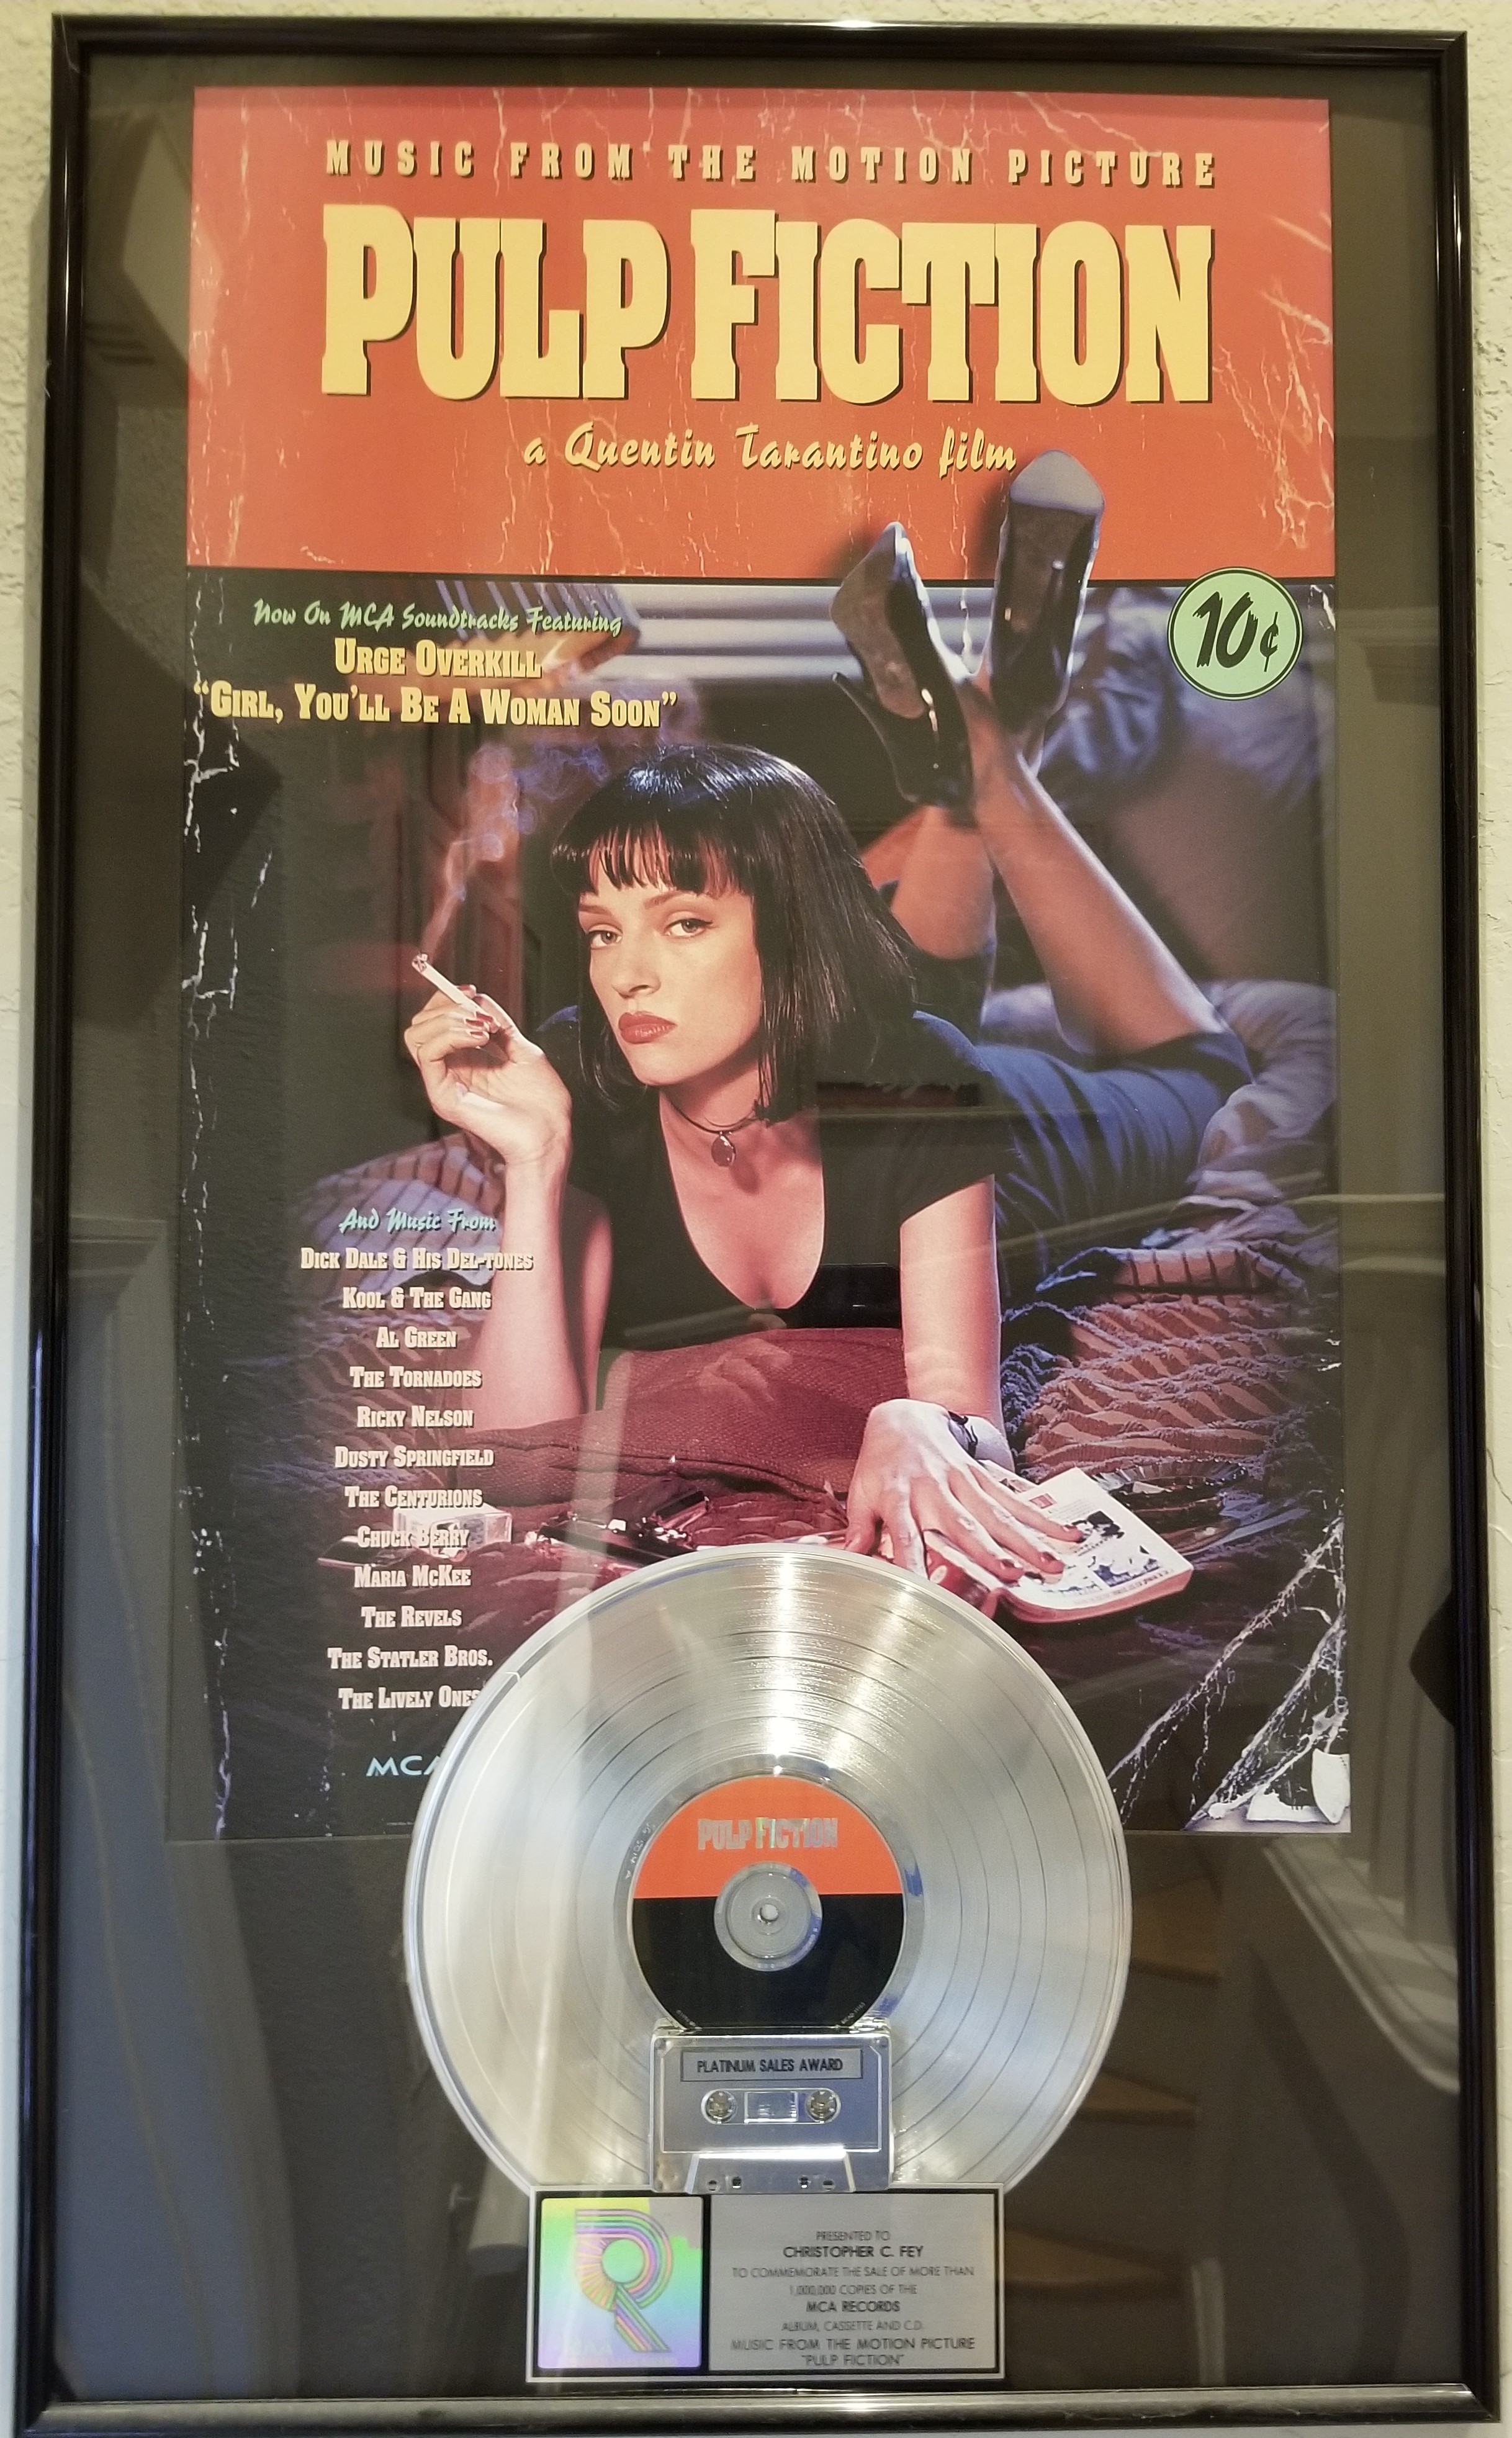 MUSIC FROM THE MOTION PICTURE
PULP FICTION
a Quentin Tarantino film
10¢
Now On MCA Soundtracks Featuring
URGE OVERKILL
“GIRL, YOU’LL BE A WOMAN SOON”
And Music From
DICK DALE & HIS DEL-TONES
KOOL & THE GANG
AL GREEN
THE TORNADOES
RICKY NELSON
DUSTY SPRINGFIELD
THE CENTURIONS
CHUCK BERRY
MARIA MCKEE
THE REVELS
THE STATLER BROS.
THE LIVELY ONES
MCA
PULP FICTION
PLATINUM SALES AWARD
PRESENTED TO
CHRISTOPHER C. FEY
TO COMMEMORATE THE SALE OF MORE THAN
1,000,000 COPIES OF THE
MCA RECORDS
ALBUM, CASSETTE AND C.D.
MUSIC FROM THE MOTION PICTURE
"PULP FICTION"